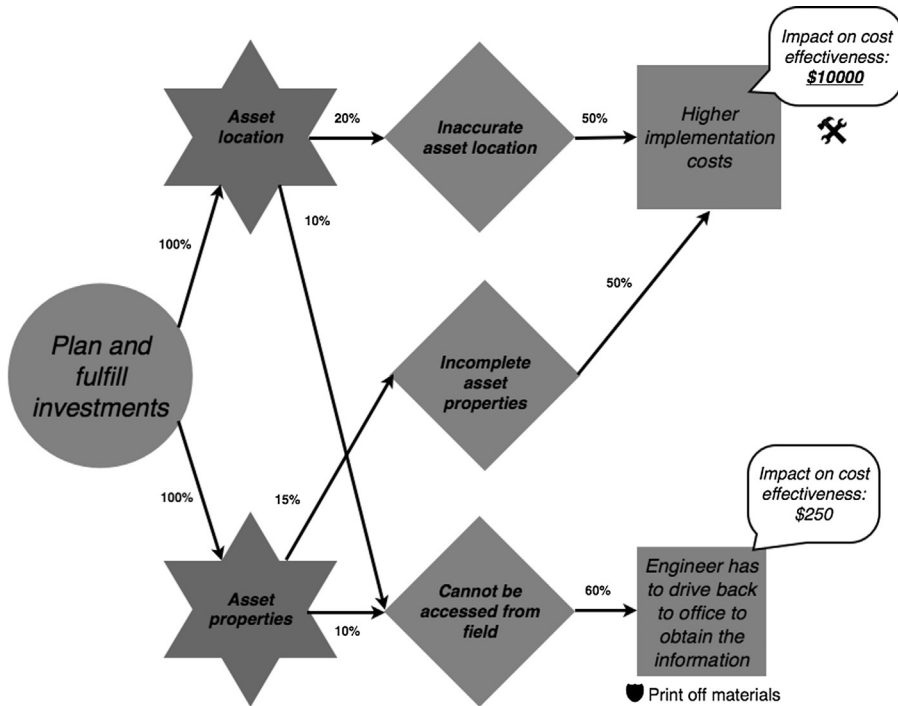 Impact on cost
effectiveness:
$10000
Asset
location
20%
Inaccurate
asset location
50%
Higher
implementation
costs
10%
100%
50%
Plan and
fulfill
investments
Incomplete
asset
properties
100%
15%
Impact on cost
effectiveness:
$250
Asset
properties
10%
Cannot be
accessed from
field
60%
Engineer has
to drive back
to office to
obtain the
information
Print off materials